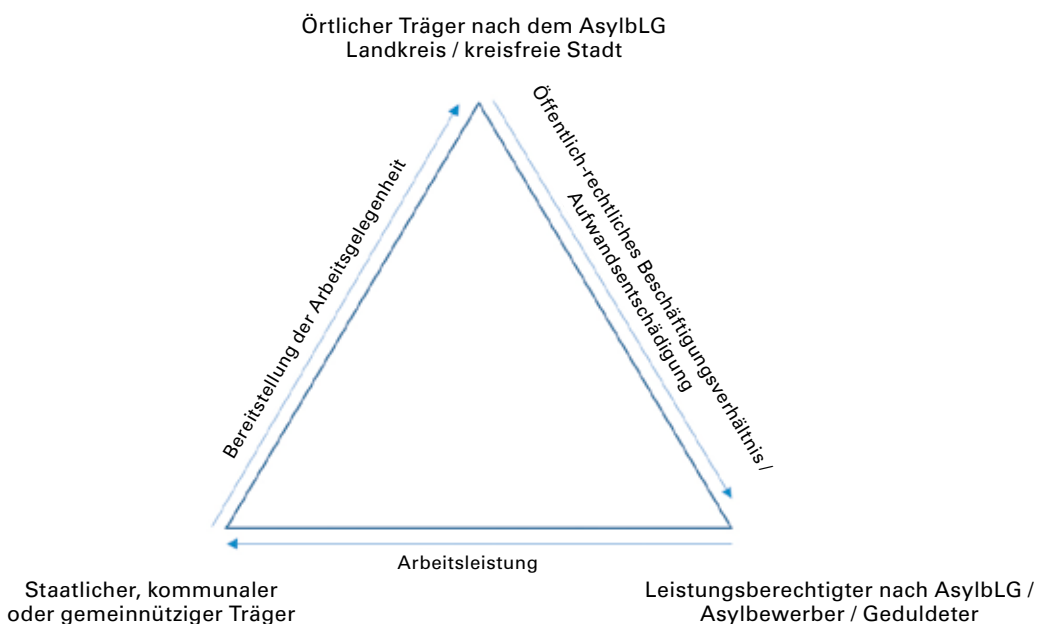 Örtlicher Träger nach dem AsylbLG
Landkreis / kreisfreie Stadt
Bereitstellung der Arbeitsgelegenheit
Öffentlich-rechtliches Beschäftigungsverhältnis /
Aufwandsentschädigung
Arbeitsleistung
Staatlicher, kommunaler
oder gemeinnütziger Träger
Leistungsberechtigter nach AsylbLG /
Asylbewerber / Geduldeter